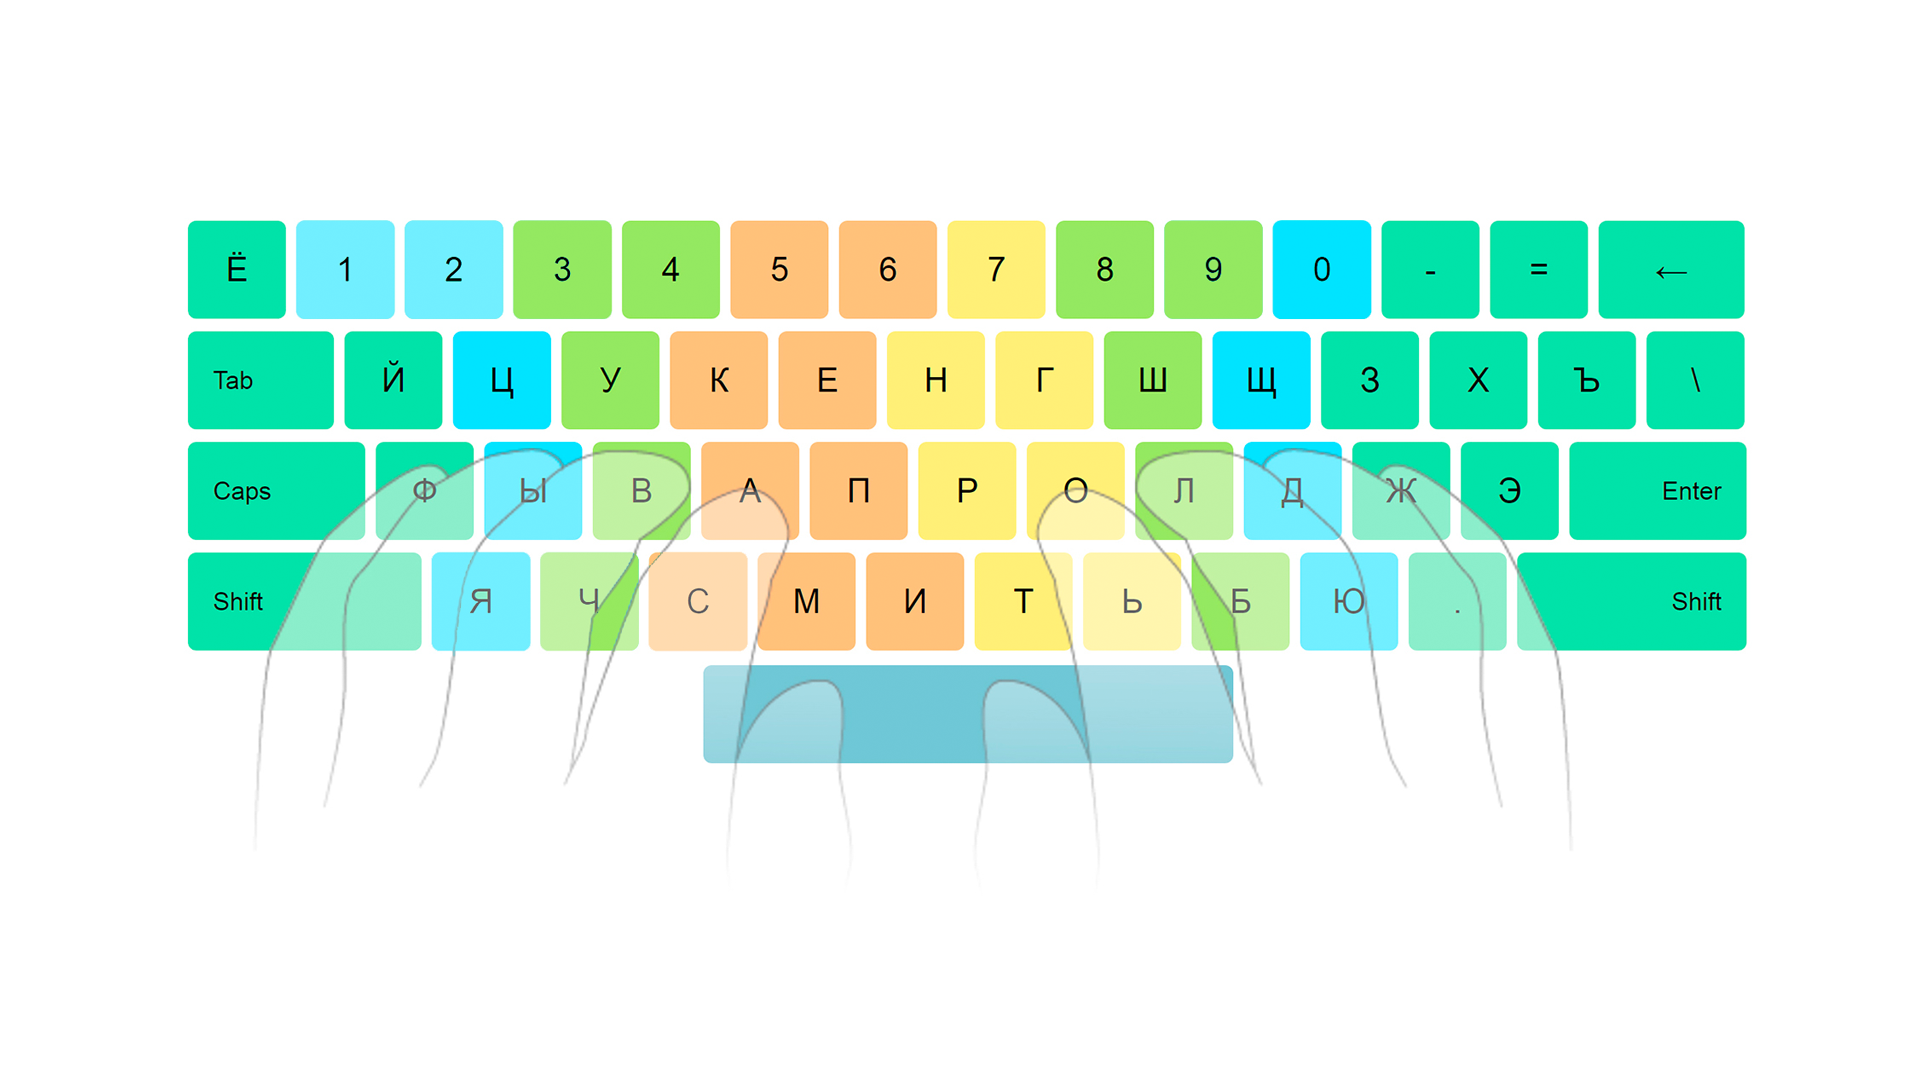 Ё 1 2 3 4 5 6 7 8 9 0 - = ←
Tab Й Ц У К Е Н Г Ш Щ З Х Ъ \
Caps Ф Ы В А П Р О Л Д Ж Э Enter
Shift Я Ч С М И Т Ь Б Ю . Shift